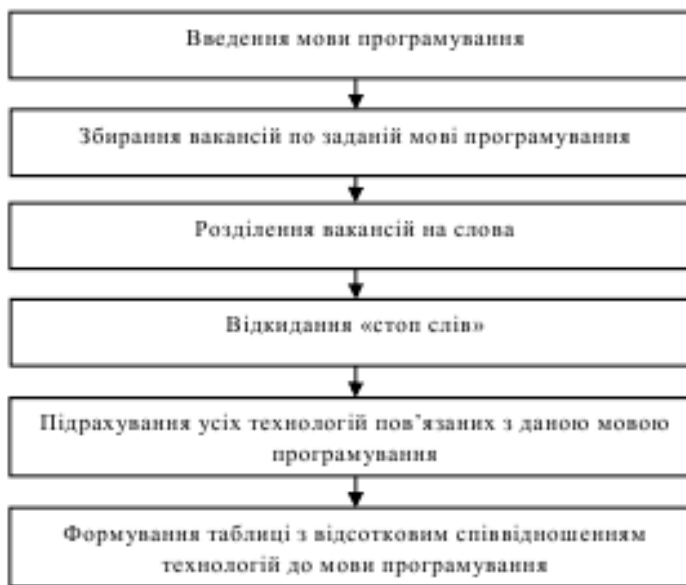 Введення мови програмування
Збирання вакансій по заданій мові програмування
Розділення вакансій на слова
Відкидання «стоп слів»
Підрахування усіх технологій пов’язаних з даною мовою
програмування
Формування таблиці з відсотковим співвідношенням
технологій до мови програмування